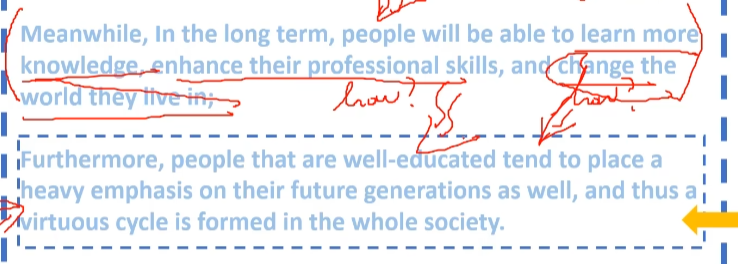 Meanwhile, In the long term, people will be able to learn more
knowledge, enhance their professional skills, and change the
world they live in;
how? how?
Furthermore, people that are well-educated tend to place a
heavy emphasis on their future generations as well, and thus a
virtuous cycle is formed in the whole society.